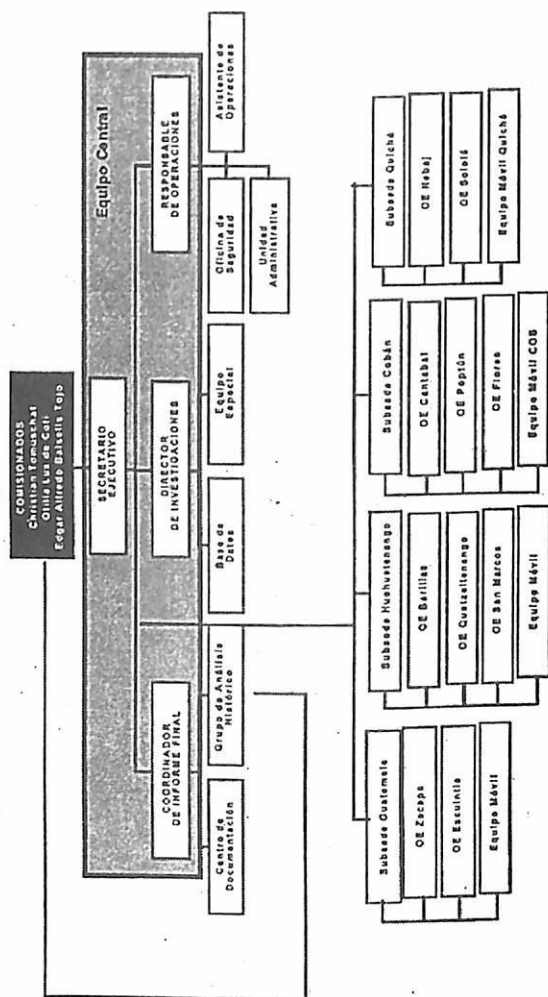 COMISIONADOS
Christian Tomuschat
Otilia Lux de Cotí
Edgar Alfredo Balsells Tojo
Equipo Central
SECRETARIO
EJECUTIVO
COORDINADOR
DE INFORME FINAL
DIRECTOR
DE INVESTIGACIONES
RESPONSABLE
DE OPERACIONES
Centro de
Documentación
Grupo de Análisis
Histórico
Base de
Datos
Equipo
Especial
Oficina de
Seguridad
Asistente de
Operaciones
Unidad
Administrativa
Subsede Guatemala
OE Zacapa
OE Escuintla
Equipo Móvil
Subsede Huehuetenango
OE Barillas
OE Quetzaltenango
OE San Marcos
Equipo Móvil
Subsede Cobán
OE Cantabal
OE Poptún
OE Flores
Equipo Móvil COB
Subsede Quiché
OE Nebaj
OE Sololá
Equipo Móvil Quiché